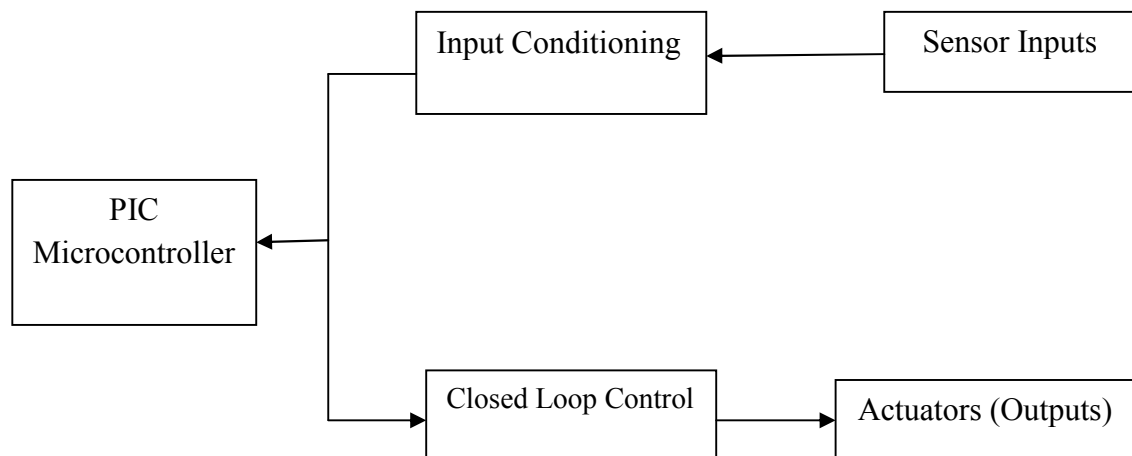 Input Conditioning
Sensor Inputs
PIC
Microcontroller
Closed Loop Control
Actuators (Outputs)